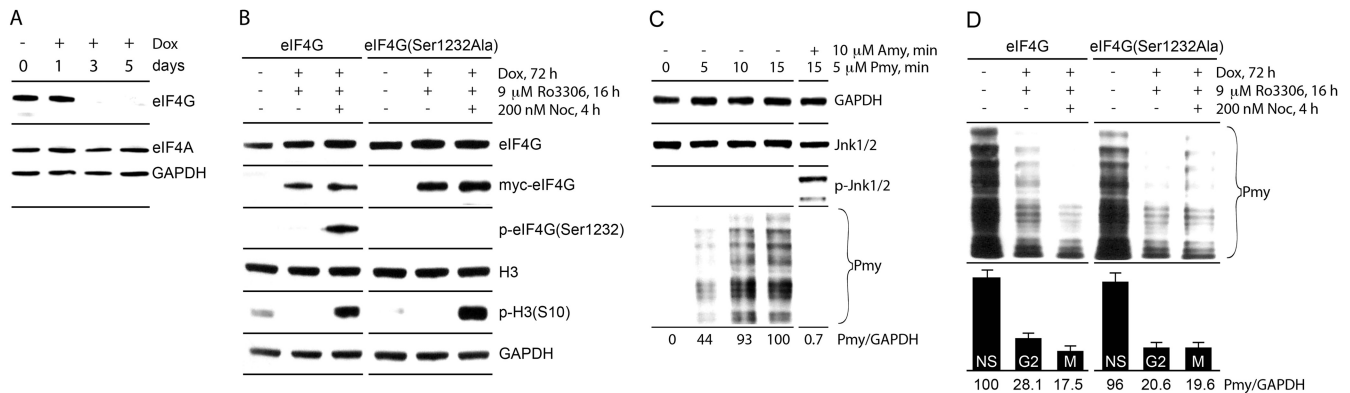 A
- + + + Dox
0 1 3 5 days
eIF4G
eIF4A
GAPDH
B
eIF4G eIF4G(Ser1232Ala)
- + + - + + Dox, 72 h
- + + - + + 9 μM Ro3306, 16 h
- - + - - + 200 nM Noc, 4 h
eIF4G
myc-eIF4G
p-eIF4G(Ser1232)
H3
p-H3(S10)
GAPDH
C
- - - - + 10 μM Amy, min
0 5 10 15 15 5 μM Pmy, min
GAPDH
Jnk1/2
p-Jnk1/2
Pmy
0 44 93 100 0.7 Pmy/GAPDH
D
eIF4G eIF4G(Ser1232Ala)
- + + - + + Dox, 72 h
- + + - + + 9 μM Ro3306, 16 h
- - + - - + 200 nM Noc, 4 h
Pmy
NS G2 M NS G2 M
100 28.1 17.5 96 20.6 19.6 Pmy/GAPDH